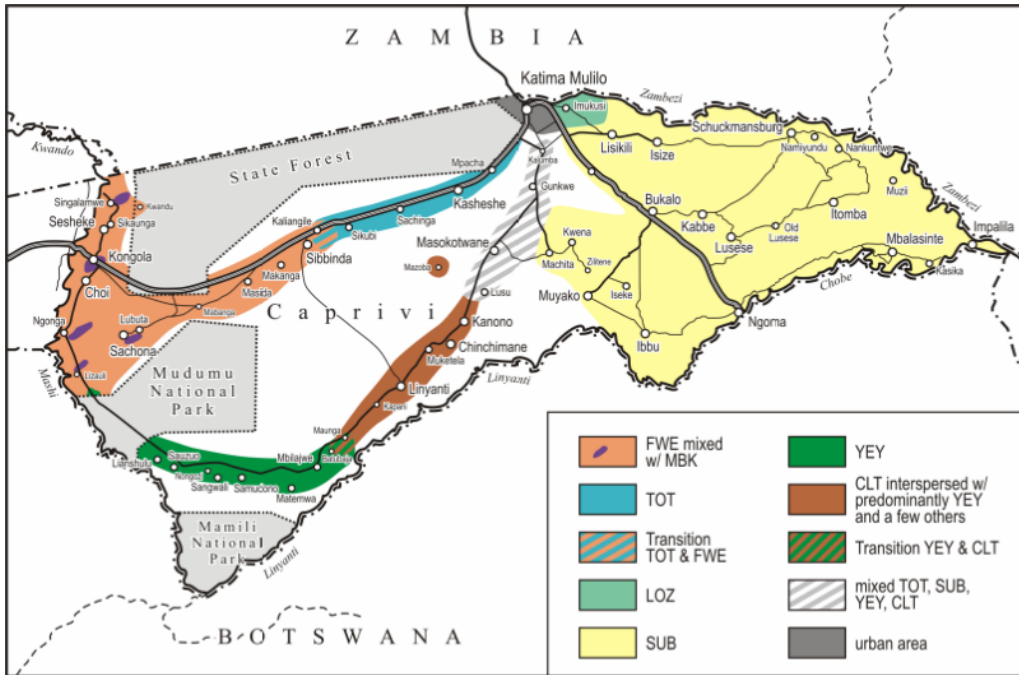 Z A M B I A
Katima Mulilo
Zambezi
Imukusi
Kwando
State Forest
Mpacha
Kalumba
Lisikili
Isize
Schuckmansburg
Namiyundu
Nankuntwe
Singalamwe
Kwandu
Sesheke
Sikaunga
Kaliangile
Sachinga
Kasheshe
Gunkwe
Muzii
Zambezi
Kongola
Sibbinda
Sikubi
Bukalo
Kabbe
Itomba
Impalila
Choi
Makanga
Masida
Masokotwane
Kwena
Lusese
Old
Lusese
Mbalasinte
Kasika
Mazoba
Machita
Zilitene
Mabanga
Lusu
Muyako
Iseke
Chobe
C a p r i v i
Ngonga
Lubuta
Sachona
Kanono
Ngoma
Chinchimane
Ibbu
Muketela
Mashi
Lizauli
Mudumu
National
Park
Linyanti
Linyanti
Kapani
Maunga
Lianshulu
Sauzuo
Mbilajwe
Sangwali
Samucono
Matemwa
Mamili
National
Park
Linyanti
B O T S W A N A
FWE mixed
w/ MBK
TOT
Transition
TOT & FWE
LOZ
SUB
YEY
CLT interspersed w/
predominantly YEY
and a few others
Transition YEY & CLT
mixed TOT, SUB,
YEY, CLT
urban area